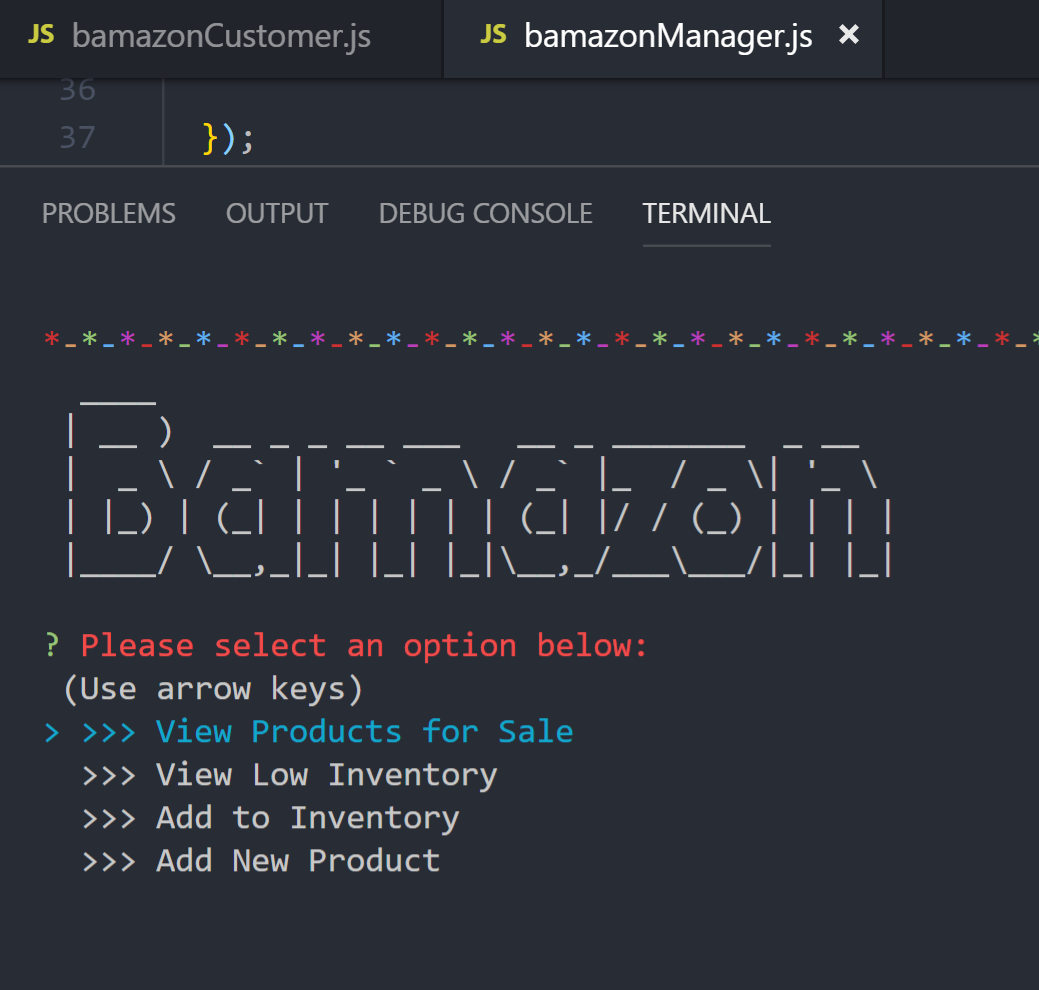 JS bamazonCustomer.js JS bamazonManager.js ×
36
37 });
PROBLEMS OUTPUT DEBUG CONSOLE TERMINAL
*-*-*-*-*-*-*-*-*-*-*-*-*-*-*-*-*-*-*-*-*-*-*-*-*-*-*
Bamazon
? Please select an option below:
(Use arrow keys)
> >>> View Products for Sale
>>> View Low Inventory
>>> Add to Inventory
>>> Add New Product